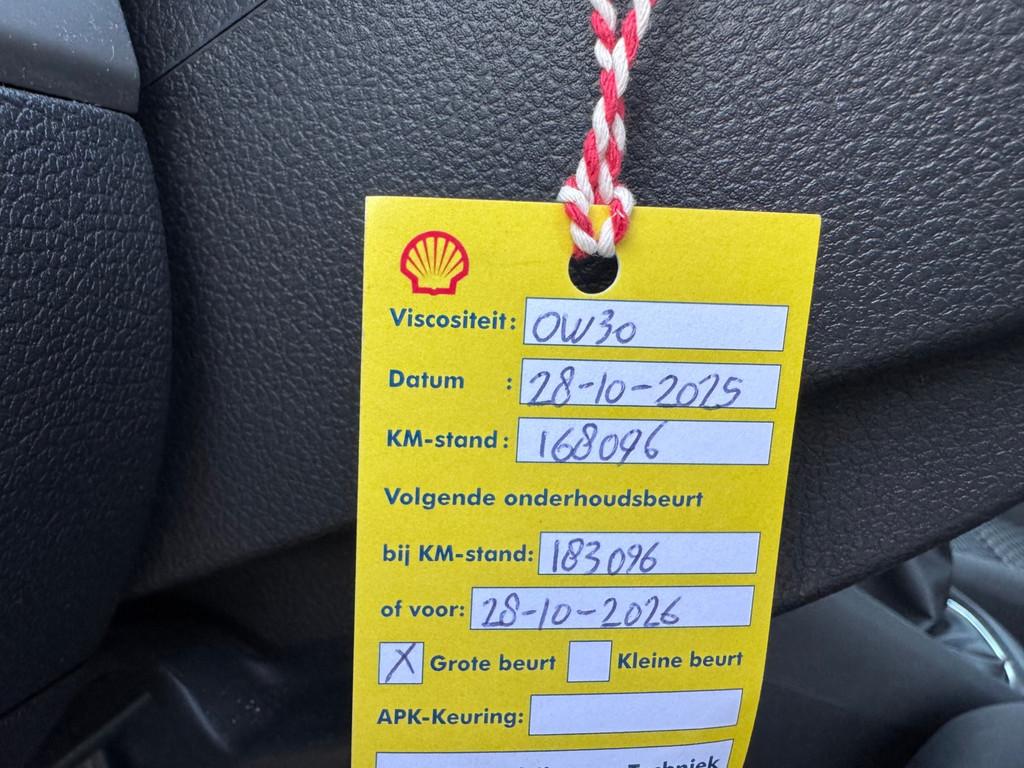 Viscositeit: 0W30
Datum : 28-10-2025
KM-stand: 168096
Volgende onderhoudsbeurt
bij KM-stand: 183096
of voor: 28-10-2026
X Grote beurt Kleine beurt
APK-Keuring:
Techniek